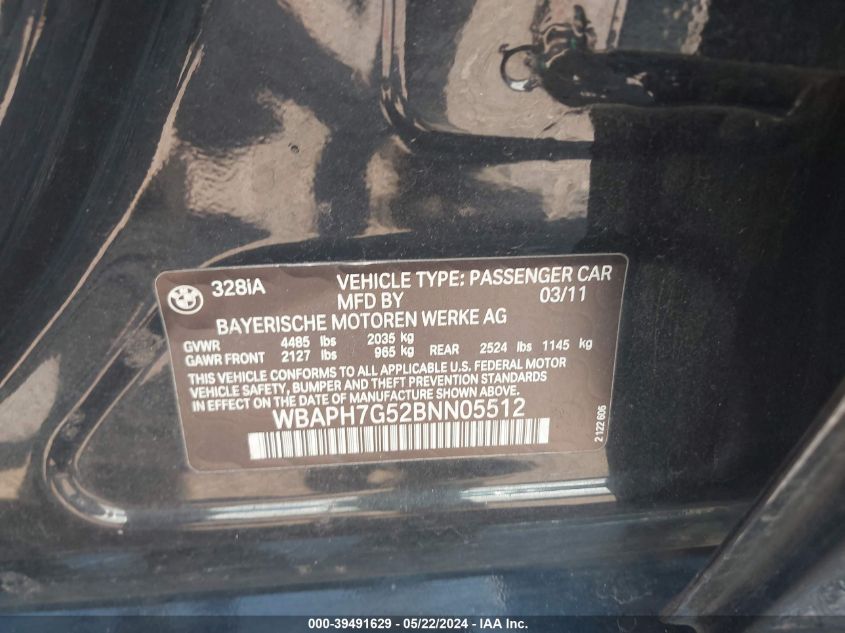 328iA VEHICLE TYPE: PASSENGER CAR
MFD BY 03/11
BAYERISCHE MOTOREN WERKE AG
GVWR 4485 lbs 2035 kg
GAWR FRONT 2127 lbs 965 kg REAR 2524 lbs 1145 kg
THIS VEHICLE CONFORMS TO ALL APPLICABLE U.S. FEDERAL MOTOR
VEHICLE SAFETY, BUMPER AND THEFT PREVENTION STANDARDS
IN EFFECT ON THE DATE OF MANUFACTURE SHOWN ABOVE.
WBAPH7G52BNN05512
2122606
000-39491629 - 05/22/2024 - IAA Inc.